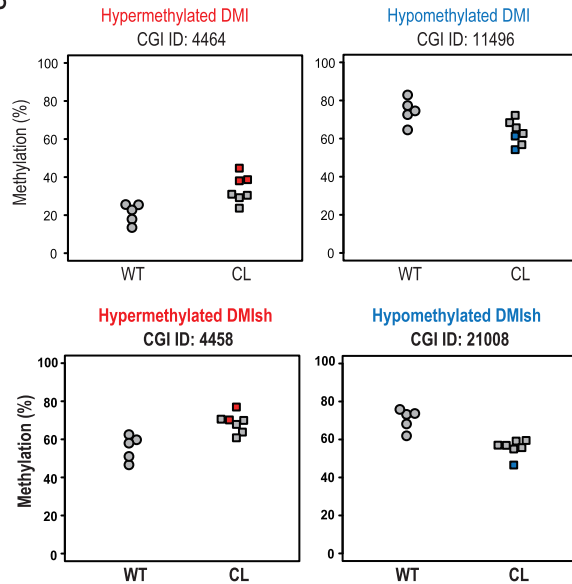 Hypermethylated DMI
CGI ID: 4464
Methylation (%)
100
80
60
40
20
0
WT
CL
Hypomethylated DMI
CGI ID: 11496
100
80
60
40
20
0
WT
CL
Hypermethylated DMIsh
CGI ID: 4458
Methylation (%)
100
80
60
40
20
0
WT
CL
Hypomethylated DMIsh
CGI ID: 21008
100
80
60
40
20
0
WT
CL